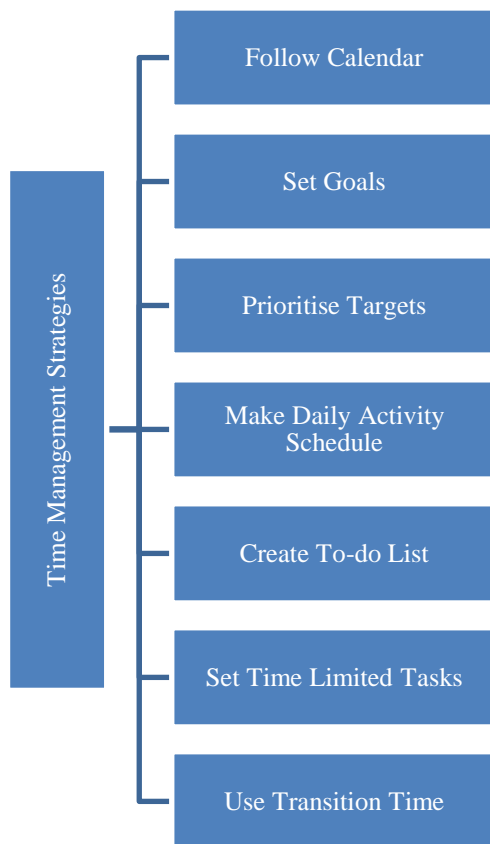 Time Management Strategies
Follow Calendar
Set Goals
Prioritise Targets
Make Daily Activity
Schedule
Create To-do List
Set Time Limited Tasks
Use Transition Time